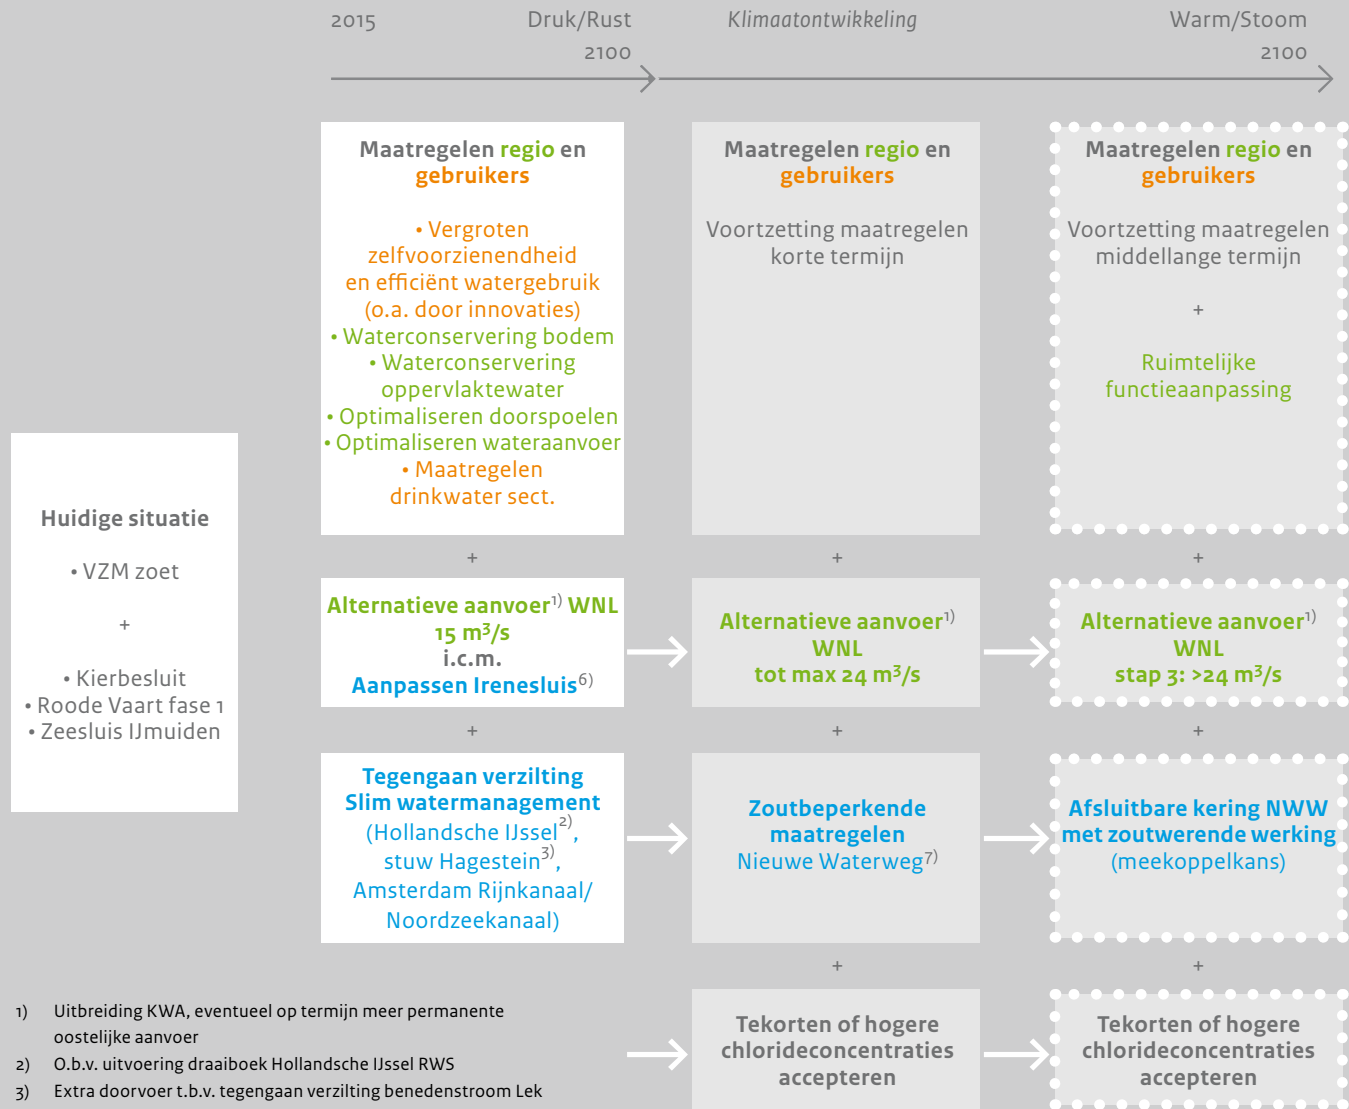 2015
Druk/Rust
2100
Klimaatontwikkeling
Warm/Stoom
2100
Huidige situatie
• VZM zoet
+
• Kierbesluit
• Roode Vaart fase 1
• Zeesluis IJmuiden
Maatregelen regio en
gebruikers
• Vergroten
zelfvoorzienendheid
en efficiënt watergebruik
(o.a. door innovaties)
• Waterconservering bodem
• Waterconservering
oppervlaktewater
• Optimaliseren doorspoelen
• Optimaliseren wateraanvoer
• Maatregelen
drinkwater sect.
+
Alternatieve aanvoer1) WNL
15 m³/s
i.c.m.
Aanpassen Irenesluis6)
+
Tegengaan verzilting
Slim watermanagement
(Hollandsche IJssel2),
stuw Hagestein3),
Amsterdam Rijnkanaal/
Noordzeekanaal)
Maatregelen regio en
gebruikers
Voortzetting maatregelen
korte termijn
+
Alternatieve aanvoer1)
WNL
tot max 24 m³/s
+
Zoutbeperkende
maatregelen
Nieuwe Waterweg7)
+
Tekorten of hogere
chlorideconcentraties
accepteren
Maatregelen regio en
gebruikers
Voortzetting maatregelen
middellange termijn
+
Ruimtelijke
functieaanpassing
+
Alternatieve aanvoer1)
WNL
stap 3: >24 m³/s
+
Afsluitbare kering NWW
met zoutwerende werking
(meekoppelkans)
+
Tekorten of hogere
chlorideconcentraties
accepteren
1) Uitbreiding KWA, eventueel op termijn meer permanente
oostelijke aanvoer
2) O.b.v. uitvoering draaiboek Hollandsche IJssel RWS
3) Extra doorvoer t.b.v. tegengaan verzilting benedenstroom Lek